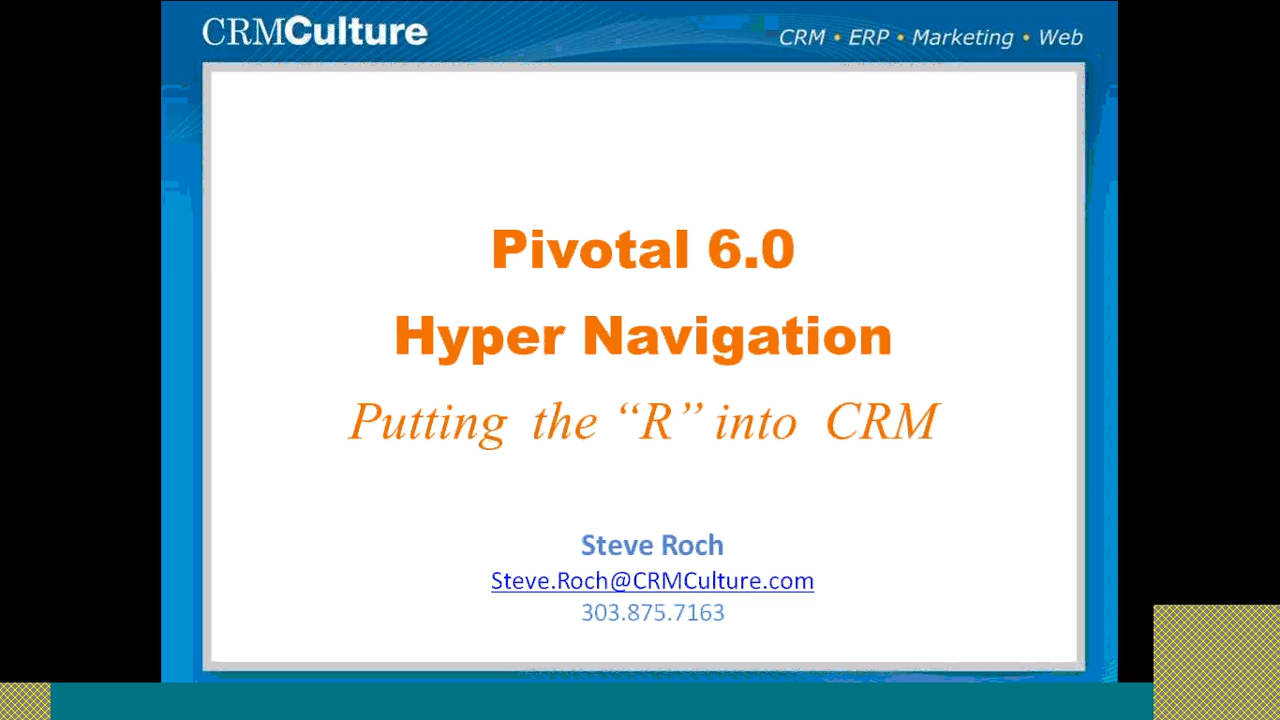 CRMCulture
CRM • ERP • Marketing • Web
Pivotal 6.0
Hyper Navigation
Putting the “R” into CRM
Steve Roch
Steve.Roch@CRMCulture.com
303.875.7163